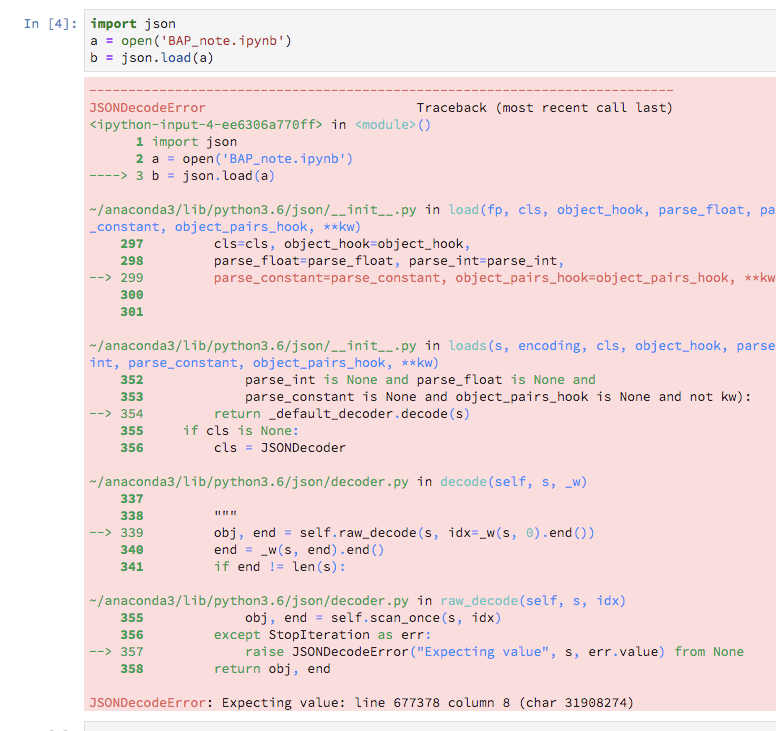 In [4]: import json
a = open('BAP_note.ipynb')
b = json.load(a)
---------------------------------------------------------------------------
JSONDecodeError                           Traceback (most recent call last)
<ipython-input-4-ee6306a770ff> in <module>()
      1 import json
      2 a = open('BAP_note.ipynb')
----> 3 b = json.load(a)
~/anaconda3/lib/python3.6/json/__init__.py in load(fp, cls, object_hook, parse_float, pa
_constant, object_pairs_hook, **kw)
    297         cls=cls, object_hook=object_hook,
    298         parse_float=parse_float, parse_int=parse_int,
--> 299         parse_constant=parse_constant, object_pairs_hook=object_pairs_hook, **kw
    300
    301
~/anaconda3/lib/python3.6/json/__init__.py in loads(s, encoding, cls, object_hook, parse
int, parse_constant, object_pairs_hook, **kw)
    352             parse_int is None and parse_float is None and
    353             parse_constant is None and object_pairs_hook is None and not kw):
--> 354         return _default_decoder.decode(s)
    355     if cls is None:
    356         cls = JSONDecoder
~/anaconda3/lib/python3.6/json/decoder.py in decode(self, s, _w)
    337
    338         """
--> 339         obj, end = self.raw_decode(s, idx=_w(s, 0).end())
    340         end = _w(s, end).end()
    341         if end != len(s):
~/anaconda3/lib/python3.6/json/decoder.py in raw_decode(self, s, idx)
    355             obj, end = self.scan_once(s, idx)
    356         except StopIteration as err:
--> 357             raise JSONDecodeError("Expecting value", s, err.value) from None
    358         return obj, end
JSONDecodeError: Expecting value: line 677378 column 8 (char 31908274)